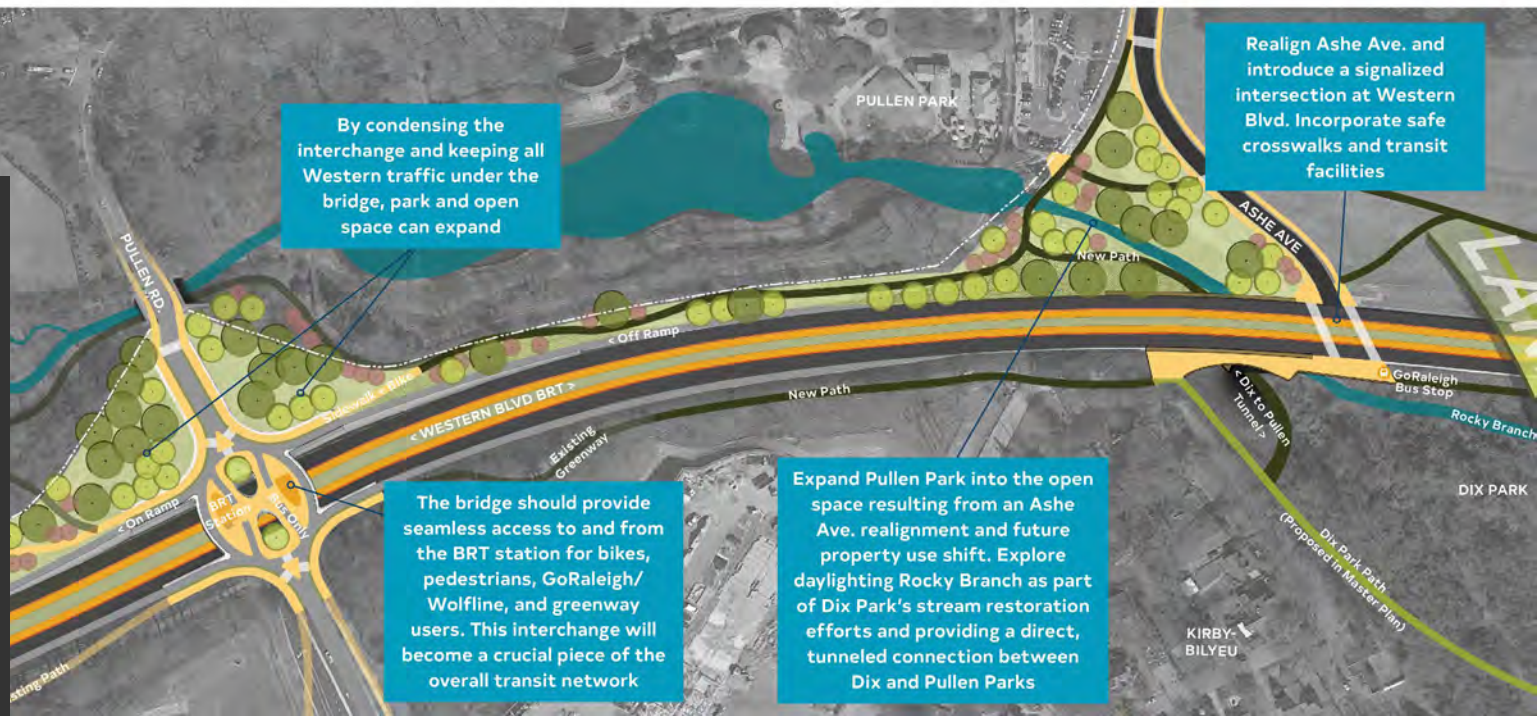 By condensing the
interchange and keeping all
Western traffic under the
bridge, park and open
space can expand
PULLEN PARK
Realign Ashe Ave. and
introduce a signalized
intersection at Western
Blvd. Incorporate safe
crosswalks and transit
facilities
PULLEN RD.
ASHE AVE
New Path
< Off Ramp
Sidewalk + Bike
< WESTERN BLVD BRT >
New Path
Existing
Greenway
< Dix to Pullen
Tunnel >
GoRaleigh
Bus Stop
Rocky Branch
< On Ramp
BRT
Station
Bus Only
The bridge should provide
seamless access to and from
the BRT station for bikes,
pedestrians, GoRaleigh/
Wolfline, and greenway
users. This interchange will
become a crucial piece of the
overall transit network
Expand Pullen Park into the open
space resulting from an Ashe
Ave. realignment and future
property use shift. Explore
daylighting Rocky Branch as part
of Dix Park's stream restoration
efforts and providing a direct,
tunneled connection between
Dix and Pullen Parks
DIX PARK
Dix Park Path
(Proposed in Master Plan)
KIRBY-
BILYEU
Path